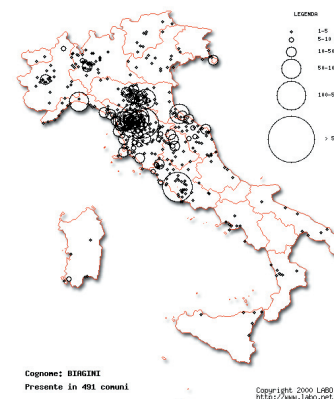 LEGENDA
1-5
5-10
10-50
50-10
100-5
> 5
Cognome: BIAGINI
Presente in 491 comuni
Copyright 2000 LABO
http://www.labo.net